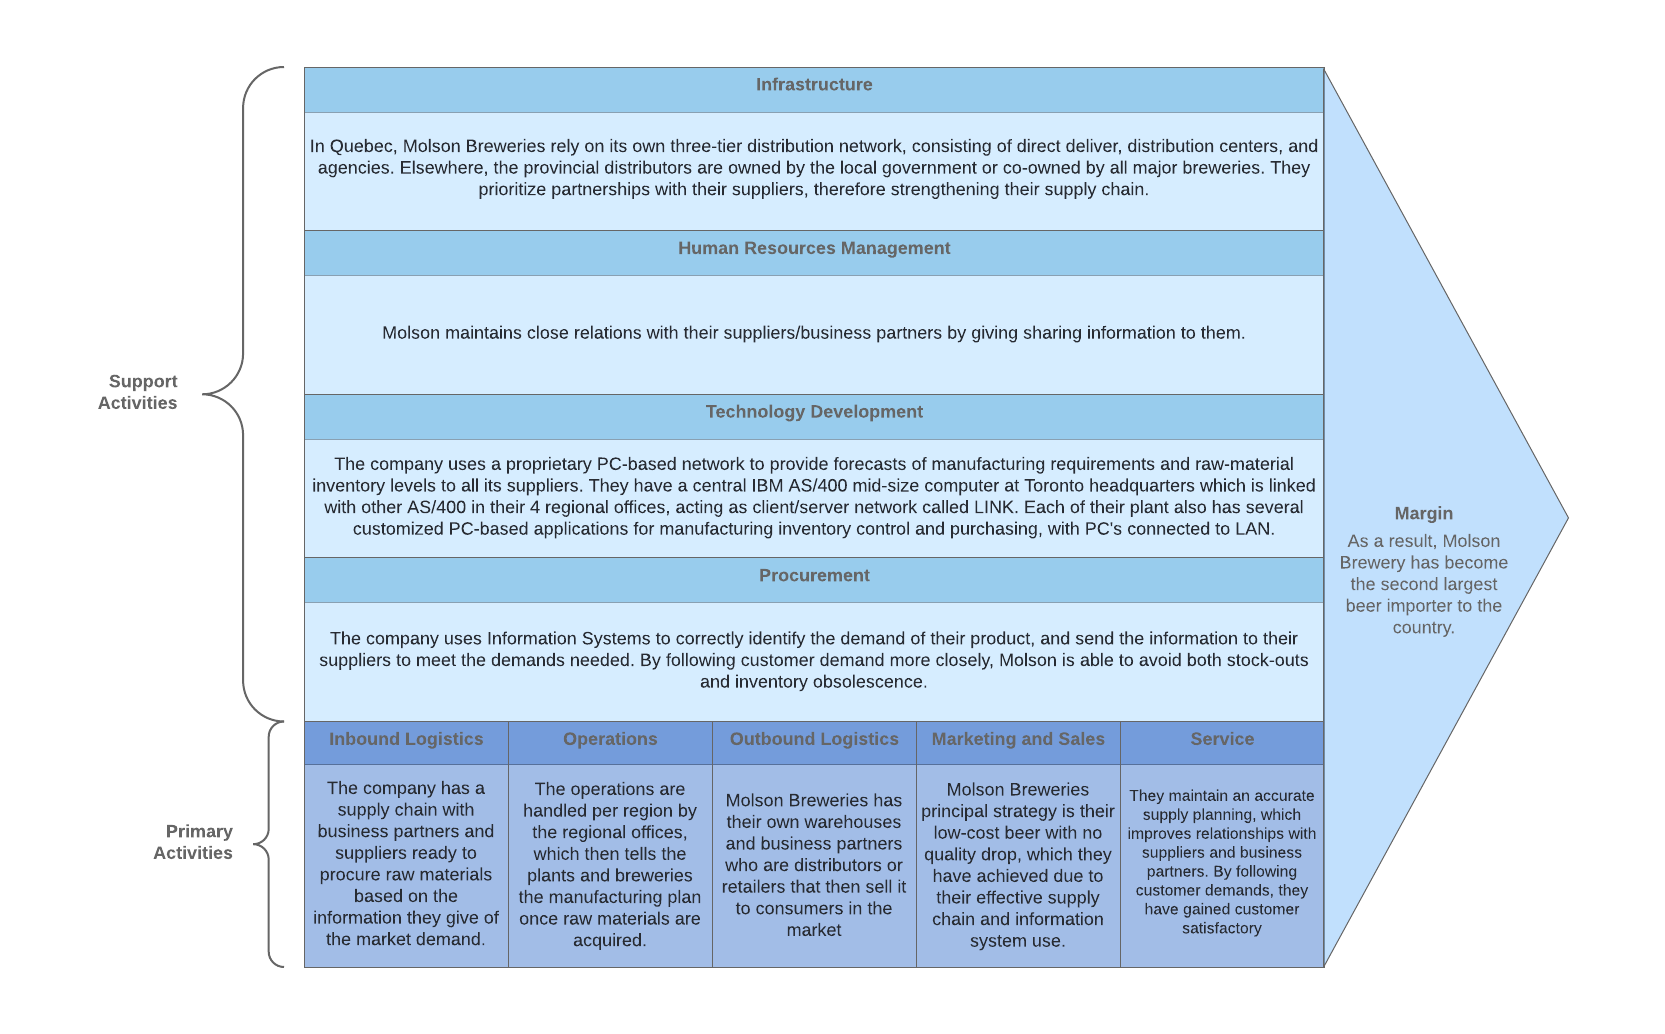 Infrastructure
In Quebec, Molson Breweries rely on its own three-tier distribution network, consisting of direct deliver, distribution centers, and
agencies. Elsewhere, the provincial distributors are owned by the local government or co-owned by all major breweries. They
prioritize partnerships with their suppliers, therefore strengthening their supply chain.
Human Resources Management
Molson maintains close relations with their suppliers/business partners by giving sharing information to them.
Support
Activities
Technology Development
The company uses a proprietary PC-based network to provide forecasts of manufacturing requirements and raw-material
inventory levels to all its suppliers. They have a central IBM AS/400 mid-size computer at Toronto headquarters which is linked
with other AS/400 in their 4 regional offices, acting as client/server network called LINK. Each of their plant also has several
customized PC-based applications for manufacturing inventory control and purchasing, with PC's connected to LAN.
Procurement
The company uses Information Systems to correctly identify the demand of their product, and send the information to their
suppliers to meet the demands needed. By following customer demand more closely, Molson is able to avoid both stock-outs
and inventory obsolescence.
Margin
As a result, Molson
Brewery has become
the second largest
beer importer to the
country.
Primary
Activities
Inbound Logistics
The company has a
supply chain with
business partners and
suppliers ready to
procure raw materials
based on the
information they give of
the market demand.
Operations
The operations are
handled per region by
the regional offices,
which then tells the
plants and breweries
the manufacturing plan
once raw materials are
acquired.
Outbound Logistics
Molson Breweries has
their own warehouses
and business partners
who are distributors or
retailers that then sell it
to consumers in the
market
Marketing and Sales
Molson Breweries
principal strategy is their
low-cost beer with no
quality drop, which they
have achieved due to
their effective supply
chain and information
system use.
Service
They maintain an accurate
supply planning, which
improves relationships with
suppliers and business
partners. By following
customer demands, they
have gained customer
satisfactory